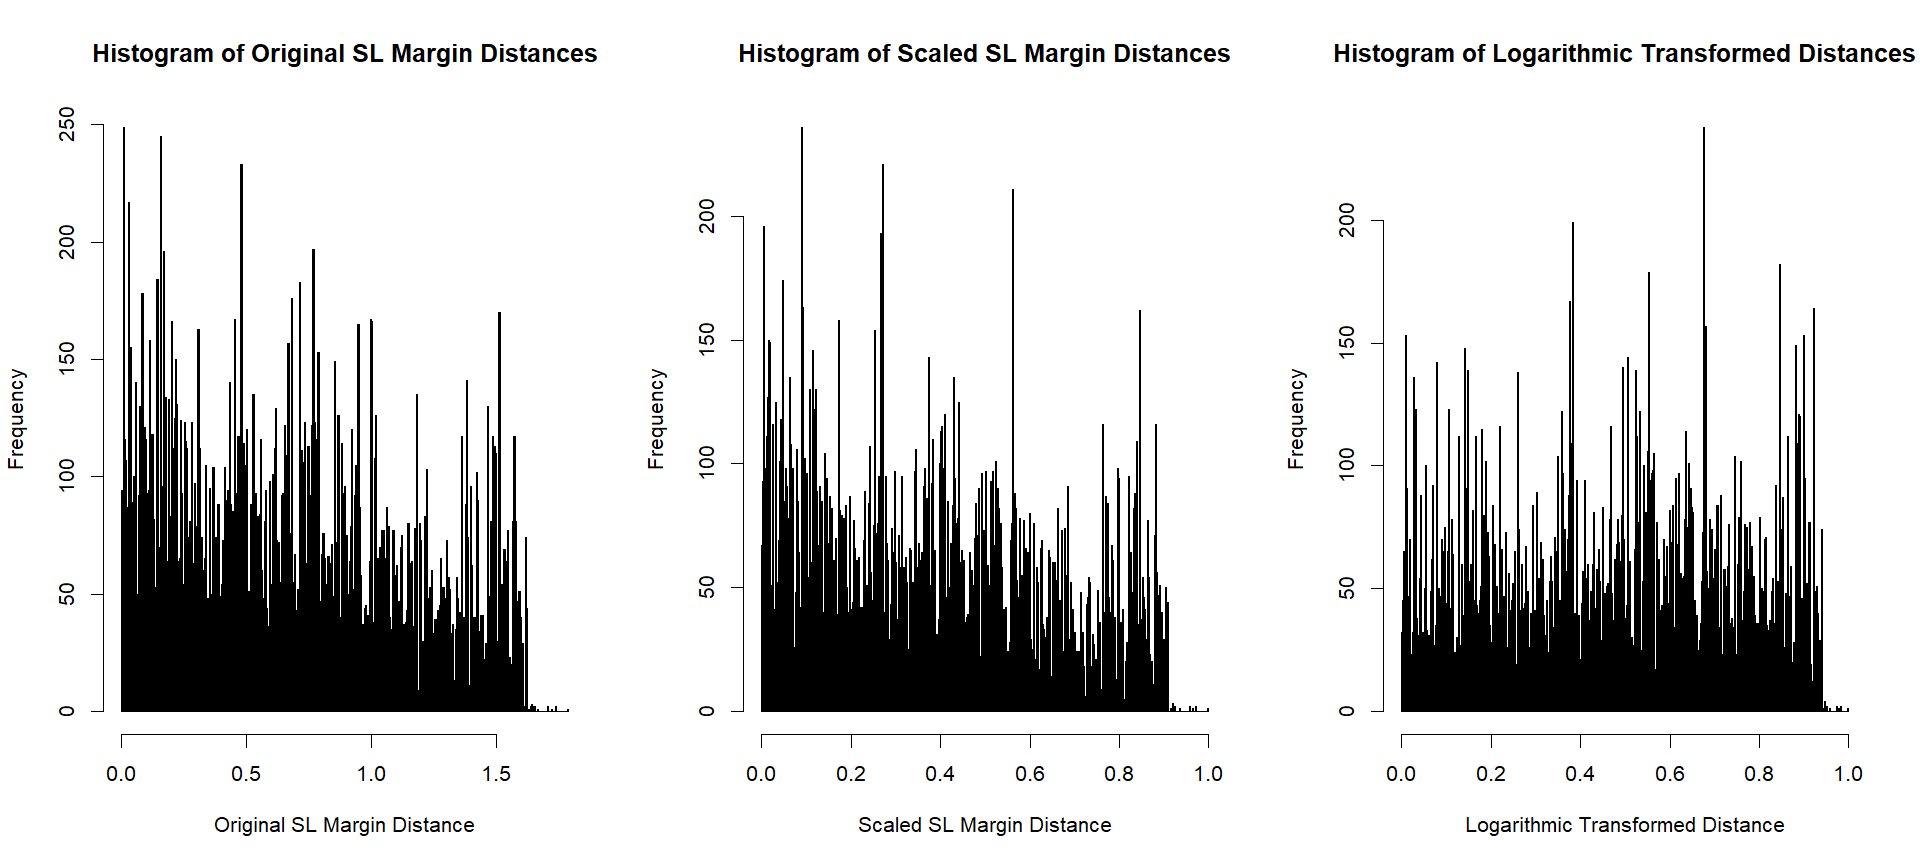 Histogram of Original SL Margin Distances
Frequency
250
200
150
100
50
0
0.0 0.5 1.0 1.5
Original SL Margin Distance
Histogram of Scaled SL Margin Distances
Frequency
200
150
100
50
0
0.0 0.2 0.4 0.6 0.8 1.0
Scaled SL Margin Distance
Histogram of Logarithmic Transformed Distances
Frequency
200
150
100
50
0
0.0 0.2 0.4 0.6 0.8 1.0
Logarithmic Transformed Distance